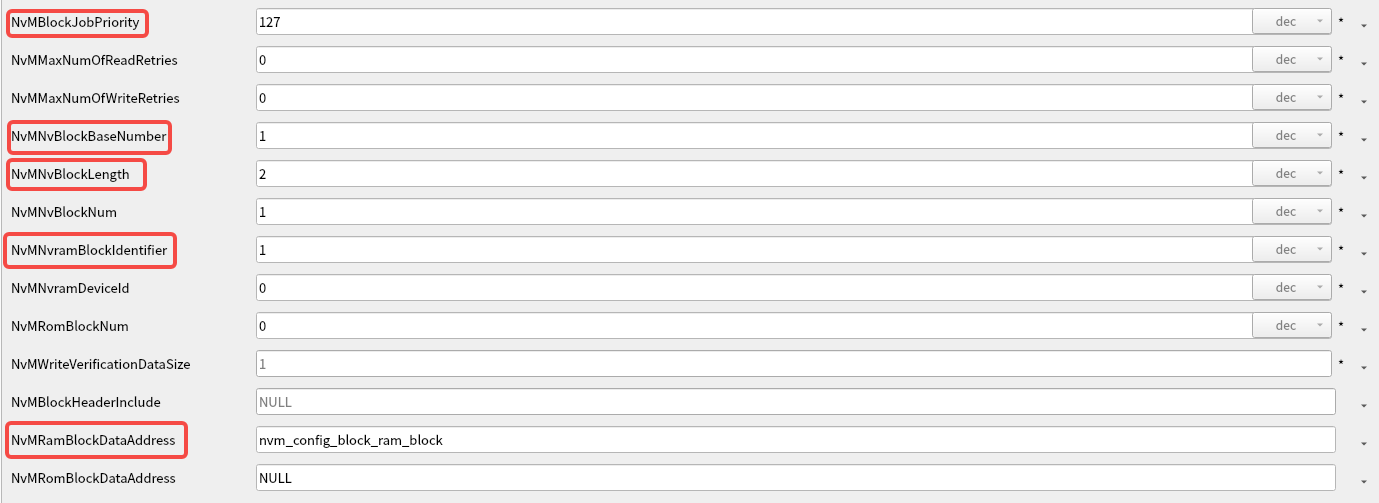 NvMBlockJobPriority 127 dec *
NvMMaxNumOfReadRetries 0 dec *
NvMMaxNumOfWriteRetries 0 dec *
NvMNvBlockBaseNumber 1 dec *
NvMNvBlockLength 2 dec *
NvMNvBlockNum 1 dec *
NvMNvramBlockIdentifier 1 dec *
NvMNvramDeviceId 0 dec *
NvMRomBlockNum 0 dec *
NvMWriteVerificationDataSize 1 *
NvMBlockHeaderInclude NULL
NvMRamBlockDataAddress nvm_config_block_ram_block
NvMRomBlockDataAddress NULL